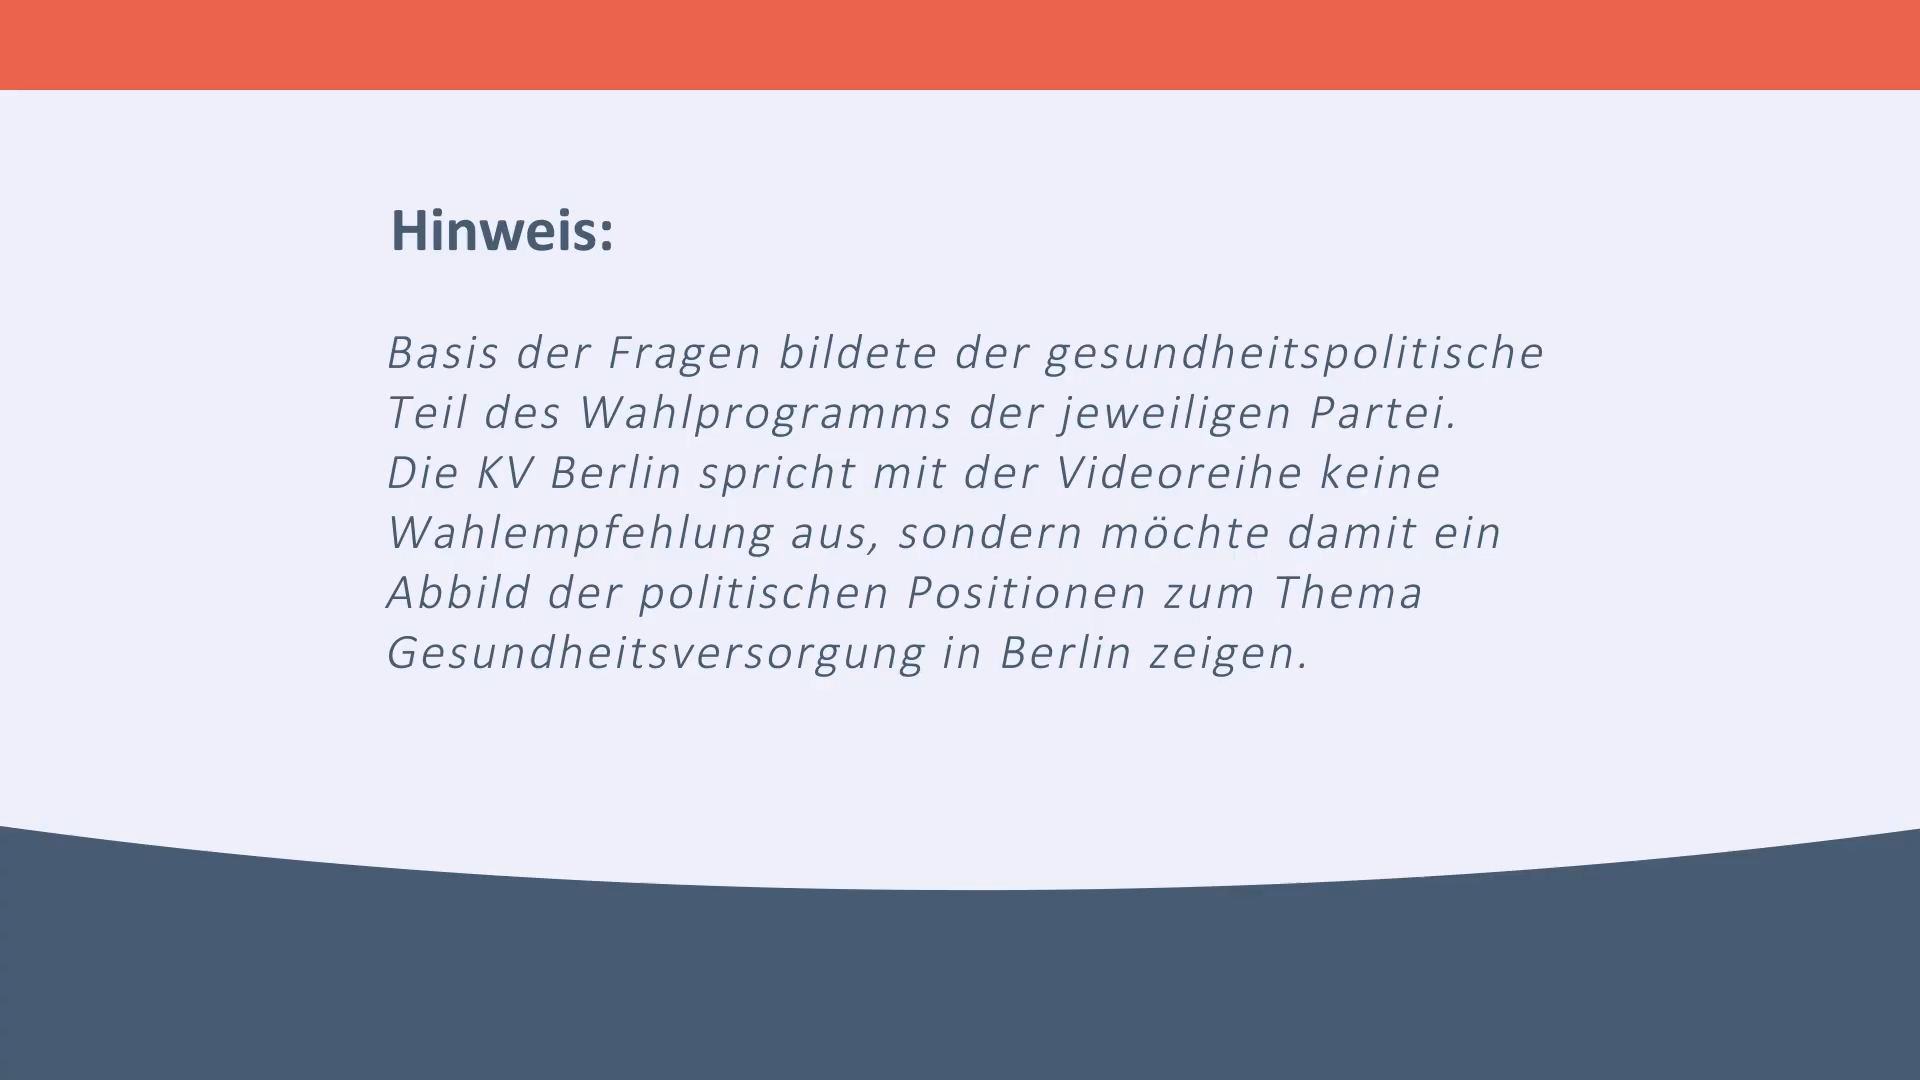 Hinweis:
Basis der Fragen bildete der gesundheitspolitische
Teil des Wahlprogramms der jeweiligen Partei.
Die KV Berlin spricht mit der Videoreihe keine
Wahlempfehlung aus, sondern möchte damit ein
Abbild der politischen Positionen zum Thema
Gesundheitsversorgung in Berlin zeigen.